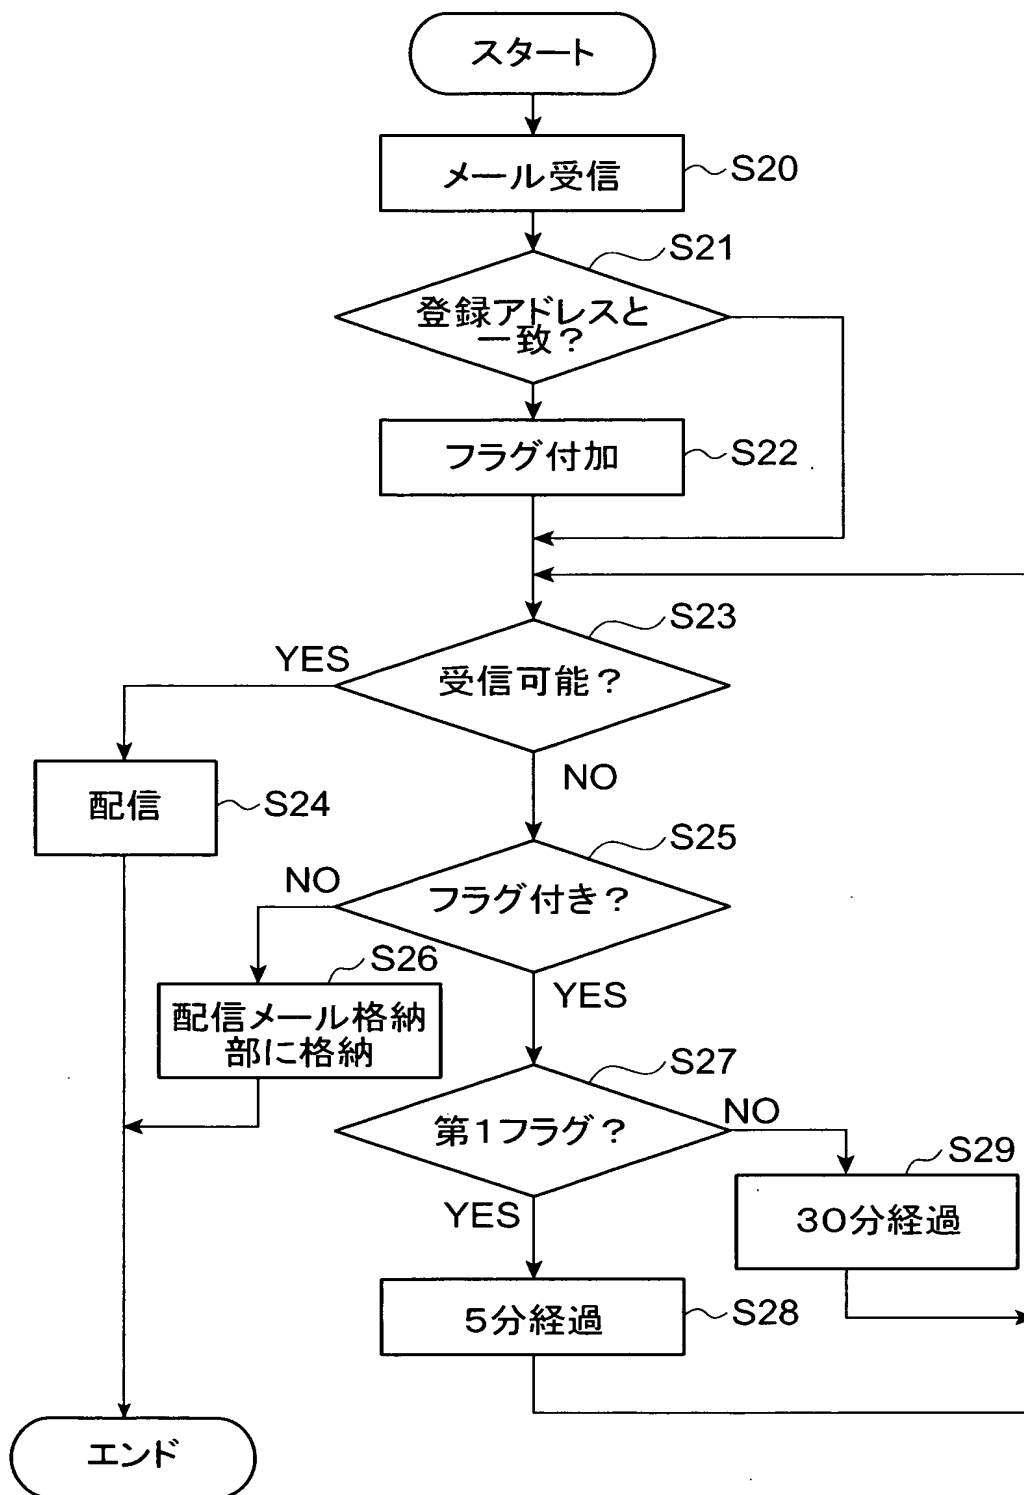 スタート
メール受信
S20
S21
登録アドレスと
一致？
フラグ付加
S22
S23
YES
受信可能？
NO
配信
S24
S25
NO
フラグ付き？
YES
S26
配信メール格納
部に格納
S27
第1フラグ？
NO
YES
S29
30分経過
5分経過
S28
エンド